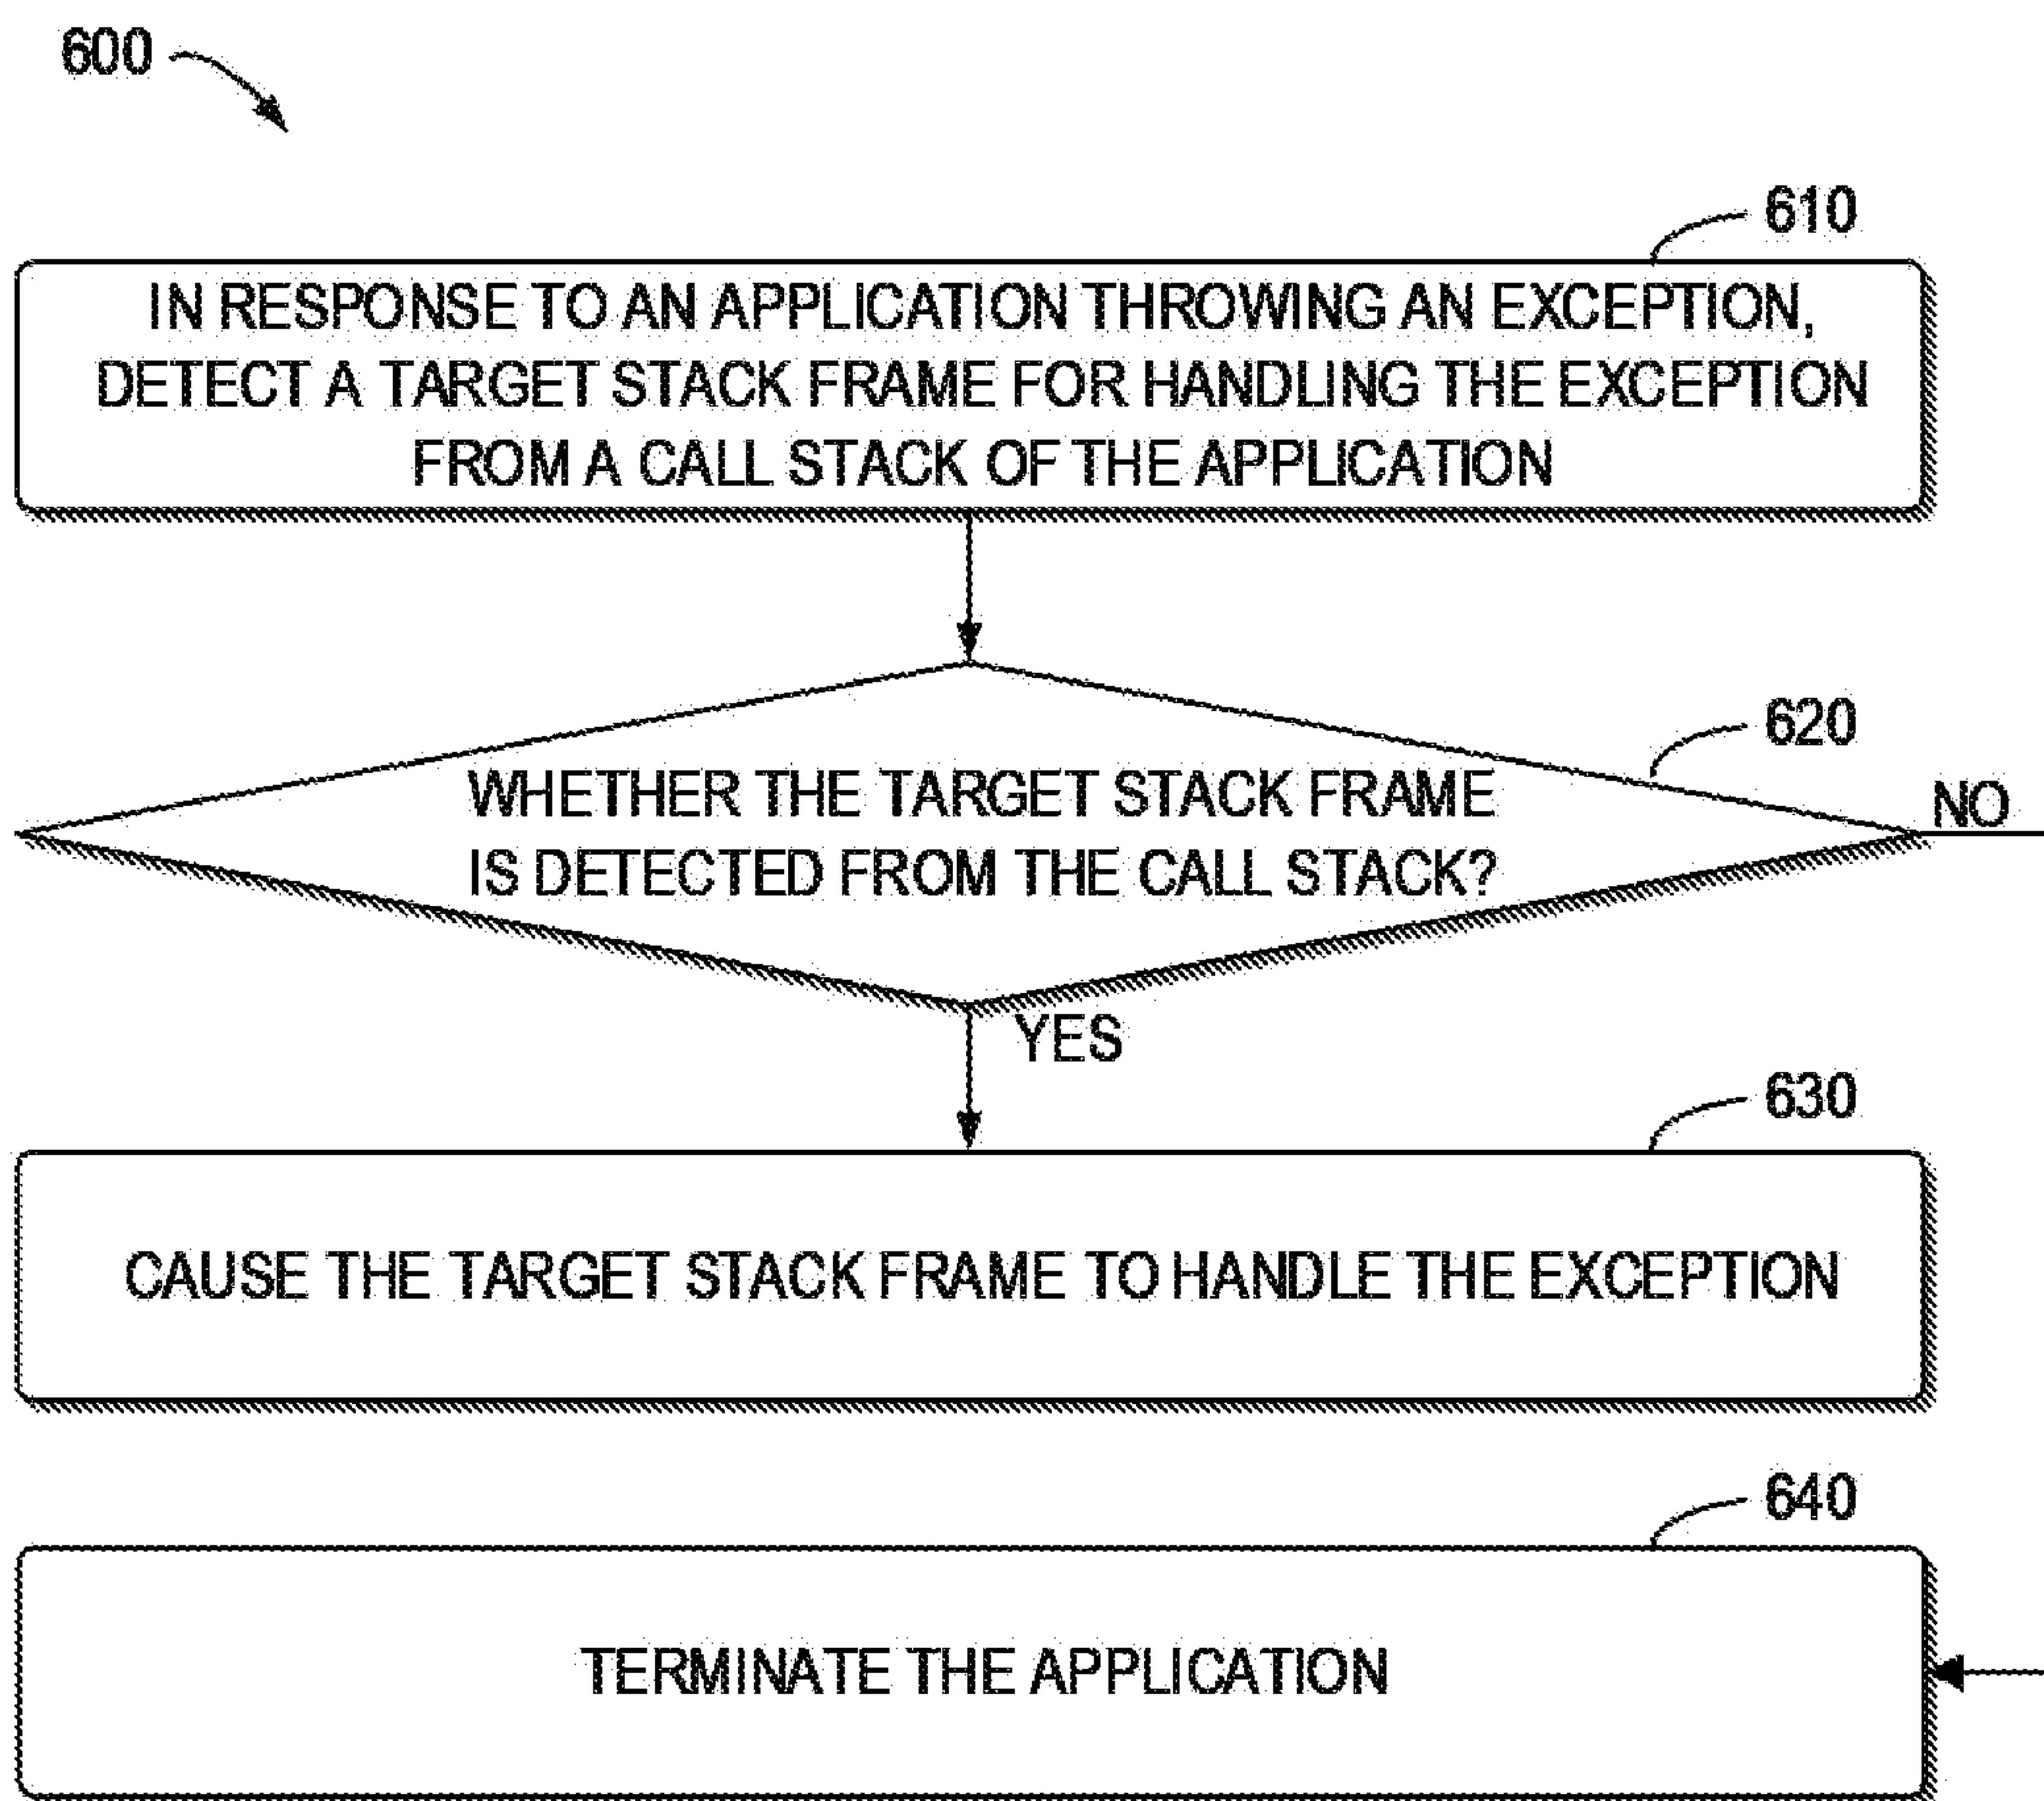 600
610
IN RESPONSE TO AN APPLICATION THROWING AN EXCEPTION,
DETECT A TARGET STACK FRAME FOR HANDLING THE EXCEPTION
FROM A CALL STACK OF THE APPLICATION
620
WHETHER THE TARGET STACK FRAME
IS DETECTED FROM THE CALL STACK?
NO
YES
630
CAUSE THE TARGET STACK FRAME TO HANDLE THE EXCEPTION
640
TERMINATE THE APPLICATION